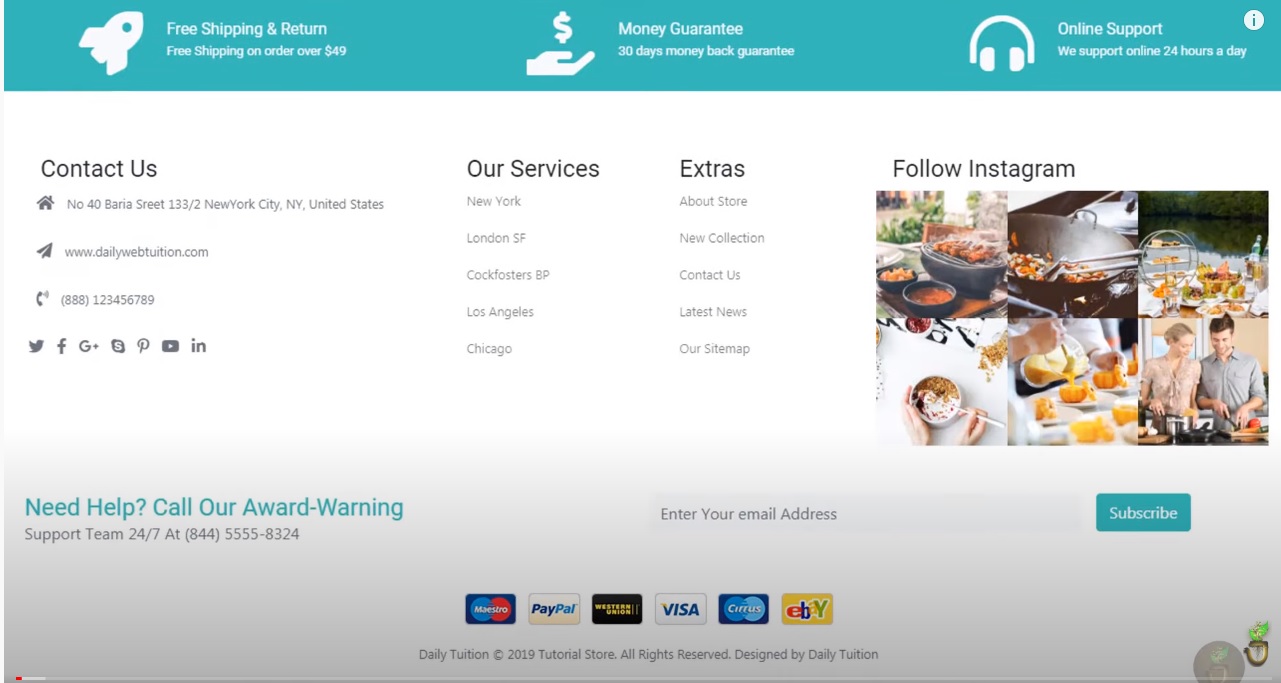 Free Shipping & Return
Free Shipping on order over $49
Money Guarantee
30 days money back guarantee
Online Support
We support online 24 hours a day
Contact Us
No 40 Baria Sreet 133/2 NewYork City, NY, United States
www.dailywebtuition.com
(888) 123456789
Our Services
New York
London SF
Cockfosters BP
Los Angeles
Chicago
Extras
About Store
New Collection
Contact Us
Latest News
Our Sitemap
Follow Instagram
Need Help? Call Our Award-Warning
Support Team 24/7 At (844) 5555-8324
Enter Your email Address
Subscribe
Maestro
PayPal
WESTERN UNION
VISA
Cirrus
ebY
Daily Tuition © 2019 Tutorial Store. All Rights Reserved. Designed by Daily Tuition